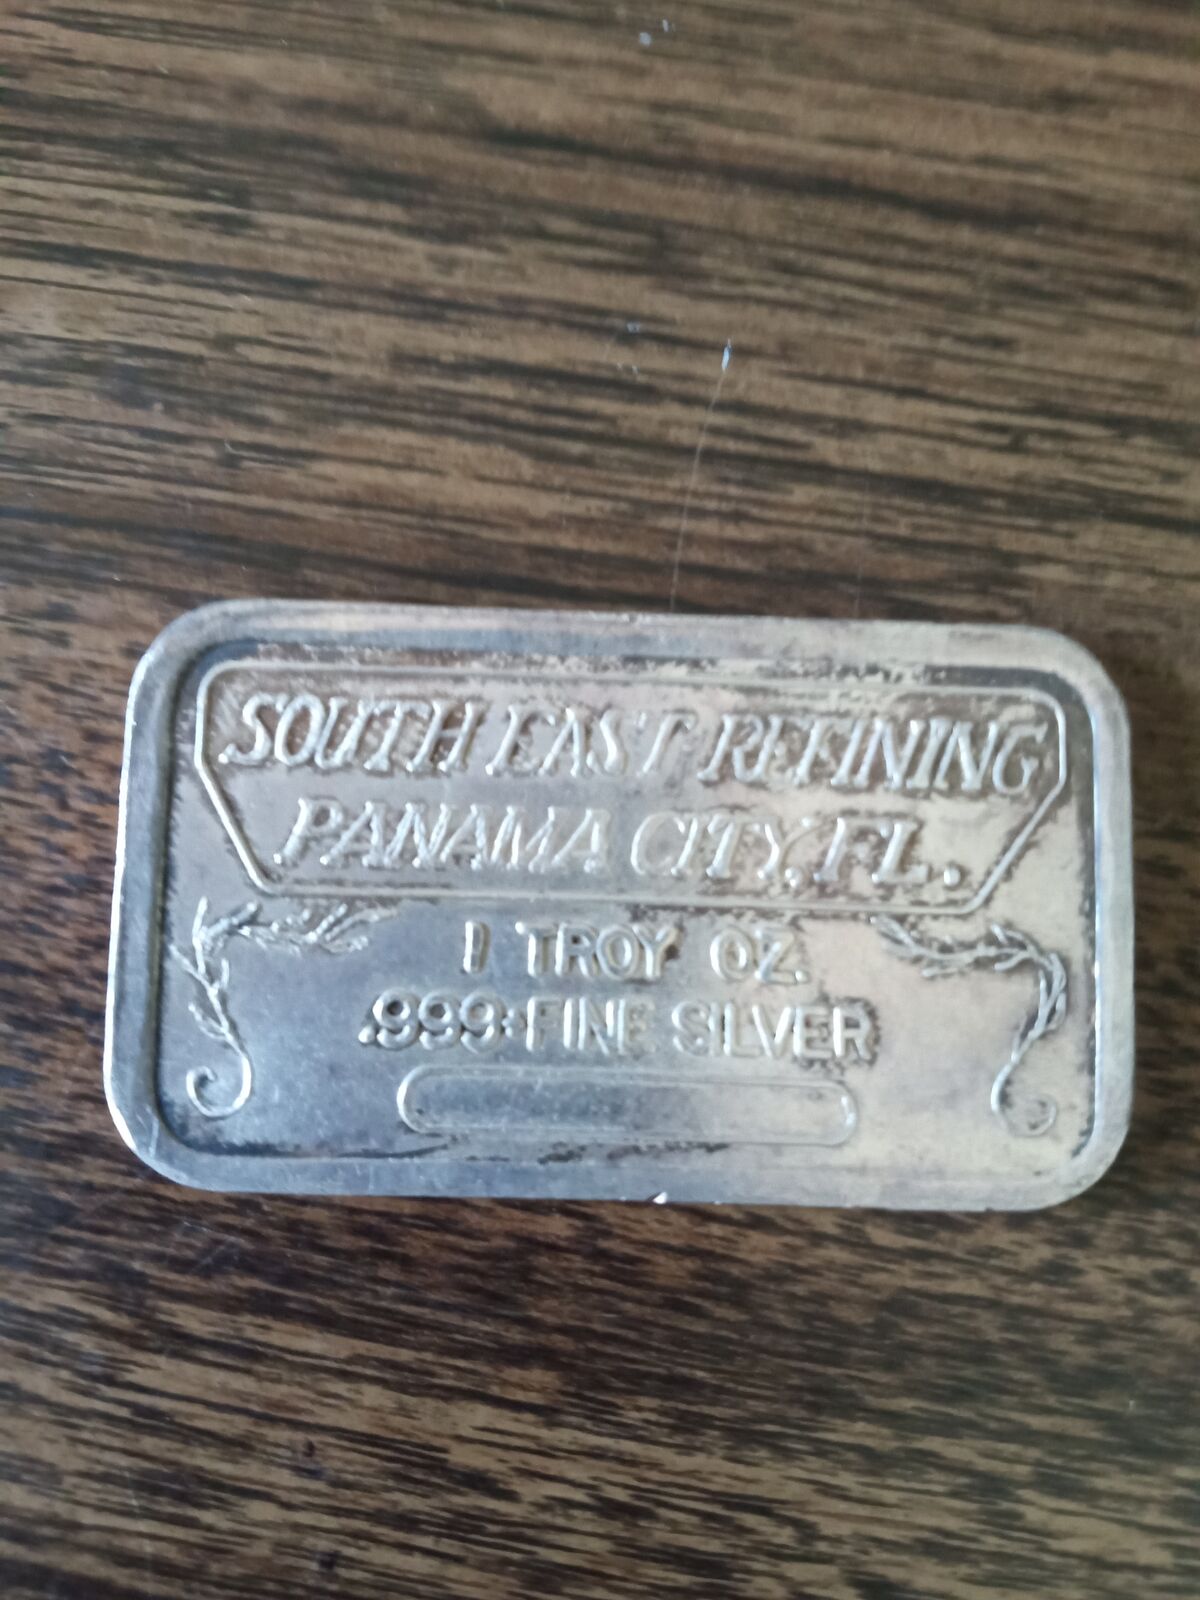 SOUTH EAST REFINING
PANAMA CITY, FL.
1 TROY OZ.
.999+FINE SILVER